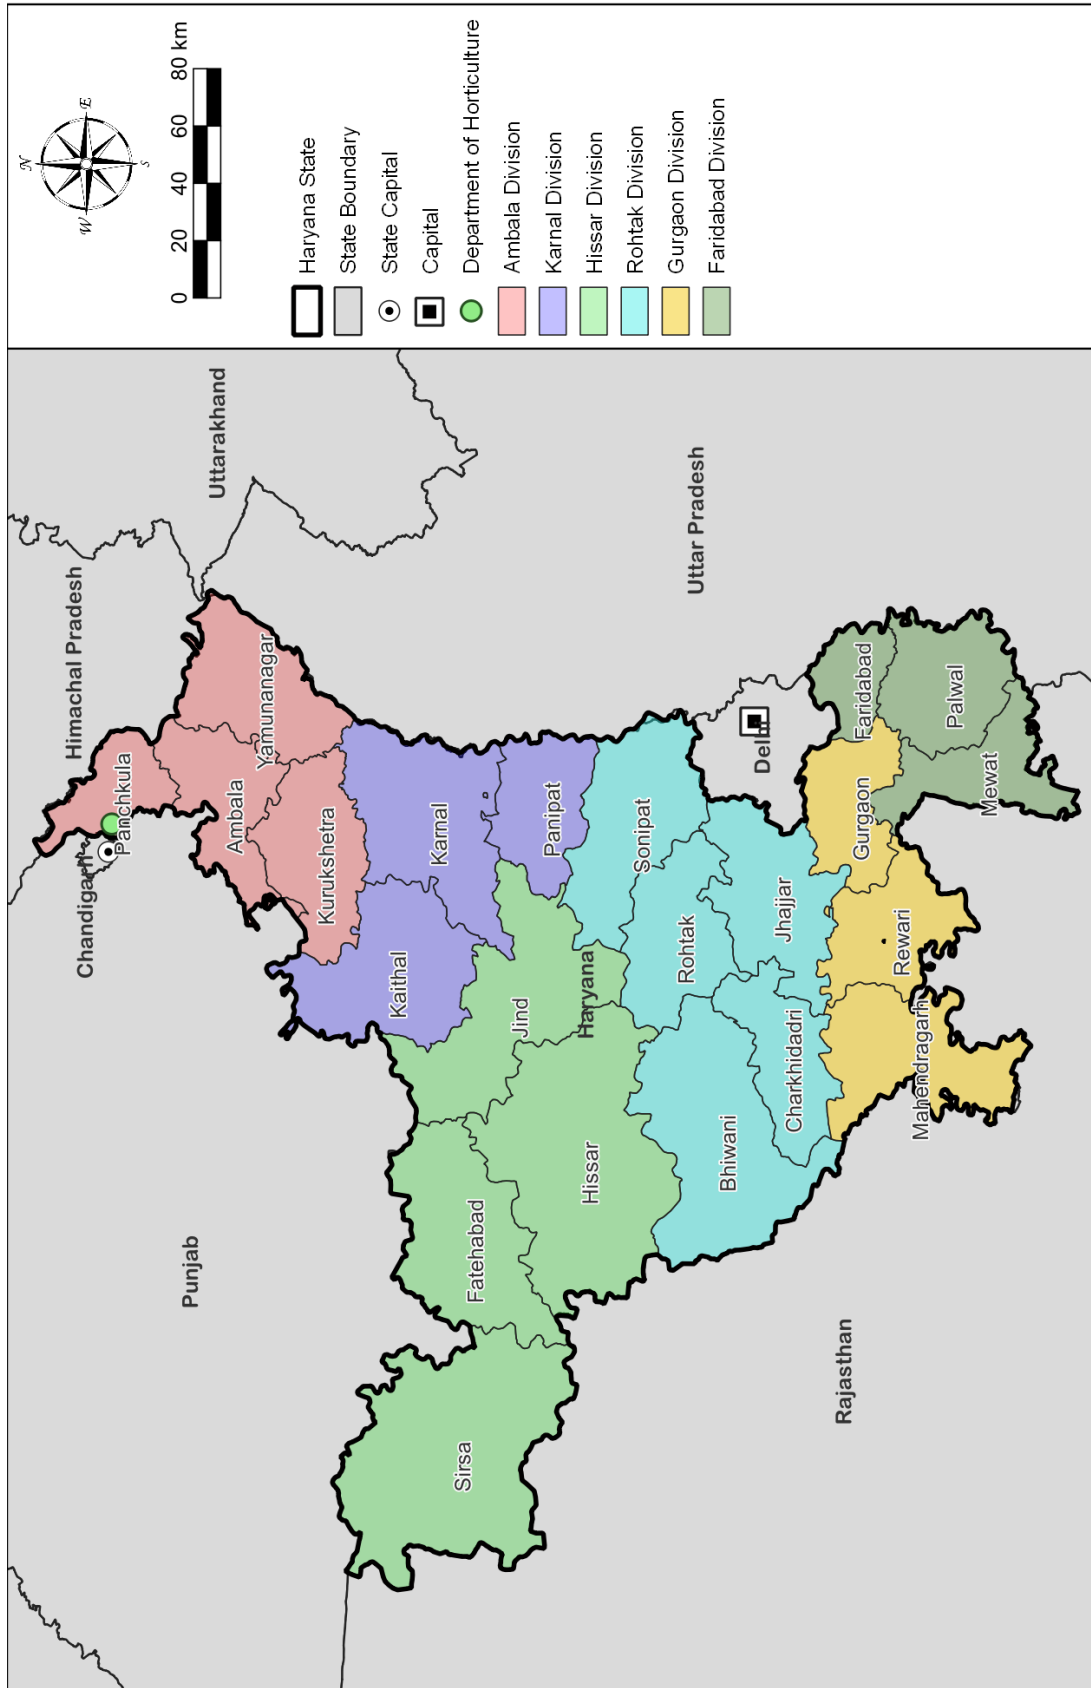 N
W
E
S
0 20 40 60 80 km
Haryana State
State Boundary
State Capital
Capital
Department of Horticulture
Ambala Division
Karnal Division
Hissar Division
Rohtak Division
Gurgaon Division
Faridabad Division
Himachal Pradesh
Uttarakhand
Chandigarh
Panchkula
Ambala
Yamunanagar
Kurukshetra
Punjab
Kaithal
Karnal
Sirsa
Fatehabad
Jind
Panipat
Hissar
Haryana
Sonipat
Uttar Pradesh
Rohtak
Bhiwani
Delhi
Charkhidadri
Jhajjar
Rajasthan
Gurgaon
Faridabad
Mahendragarh
Rewari
Palwal
Mewat